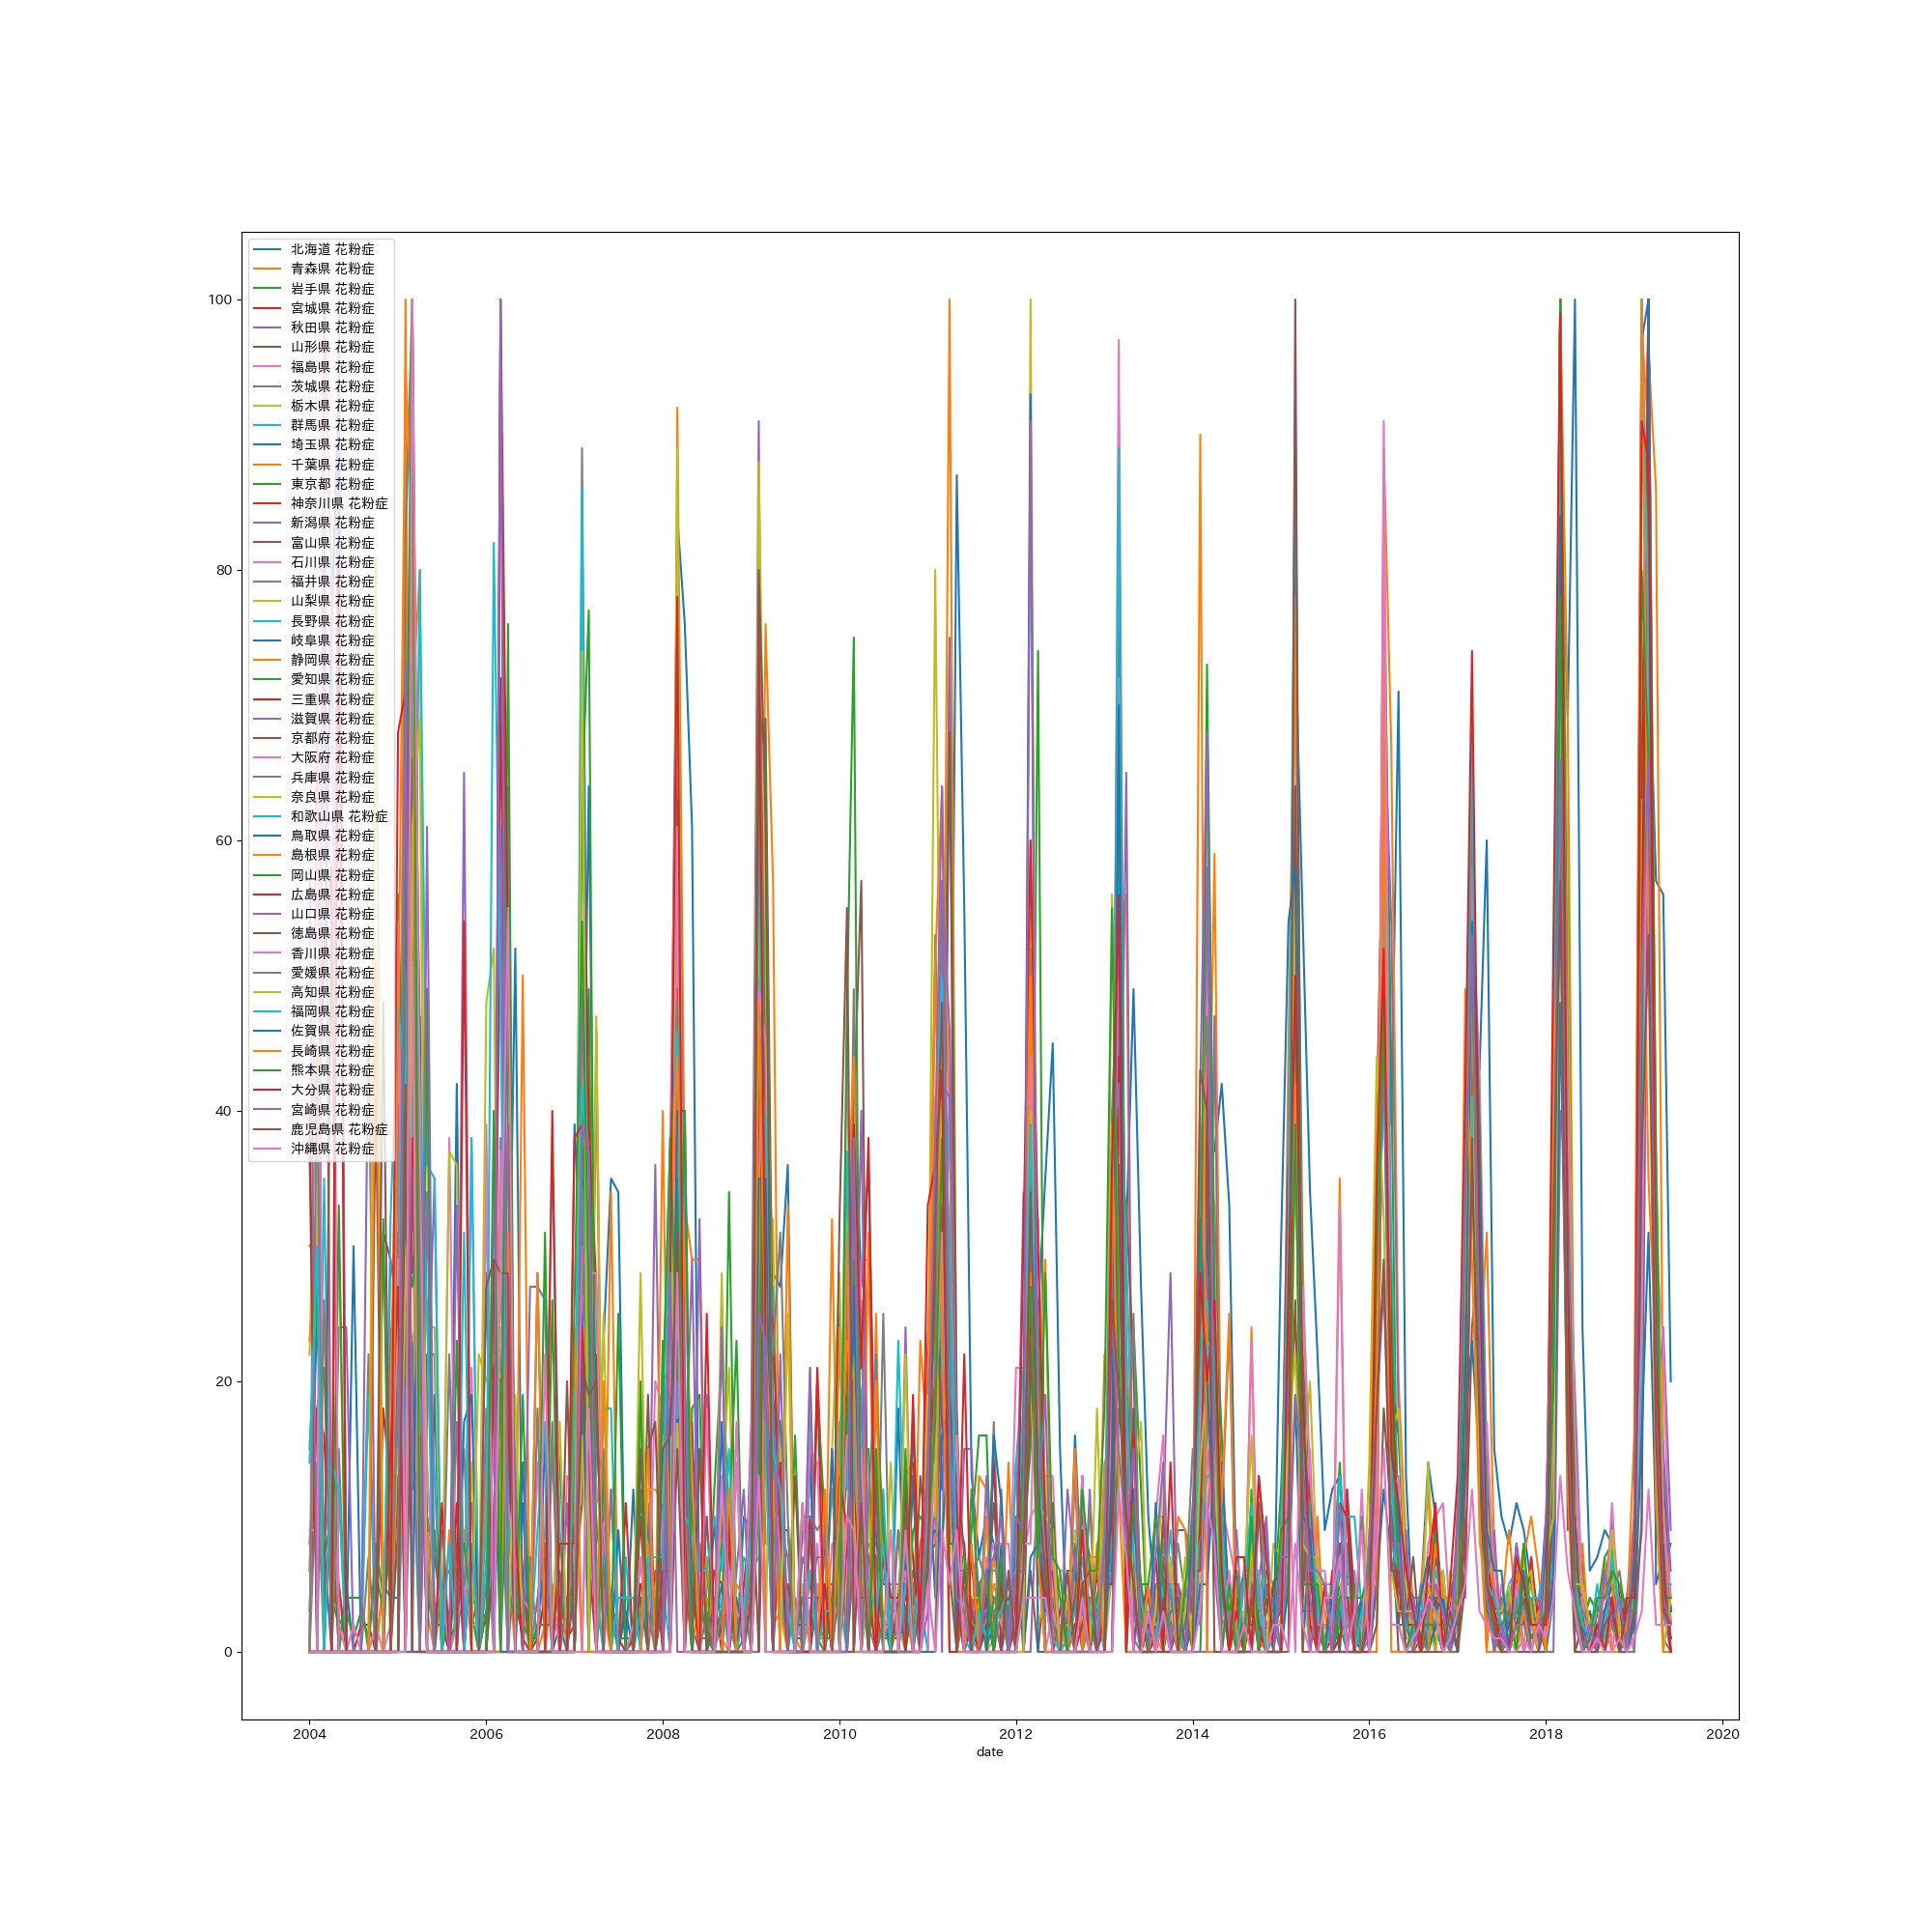 100
80
60
40
20
0
北海道 花粉症
青森県 花粉症
岩手県 花粉症
宮城県 花粉症
秋田県 花粉症
山形県 花粉症
福島県 花粉症
茨城県 花粉症
栃木県 花粉症
群馬県 花粉症
埼玉県 花粉症
千葉県 花粉症
東京都 花粉症
神奈川県 花粉症
新潟県 花粉症
富山県 花粉症
石川県 花粉症
福井県 花粉症
山梨県 花粉症
長野県 花粉症
岐阜県 花粉症
静岡県 花粉症
愛知県 花粉症
三重県 花粉症
滋賀県 花粉症
京都府 花粉症
大阪府 花粉症
兵庫県 花粉症
奈良県 花粉症
和歌山県 花粉症
鳥取県 花粉症
島根県 花粉症
岡山県 花粉症
広島県 花粉症
山口県 花粉症
徳島県 花粉症
香川県 花粉症
愛媛県 花粉症
高知県 花粉症
福岡県 花粉症
佐賀県 花粉症
長崎県 花粉症
熊本県 花粉症
大分県 花粉症
宮崎県 花粉症
鹿児島県 花粉症
沖縄県 花粉症
2004 2006 2008 2010 2012 2014 2016 2018 2020
date